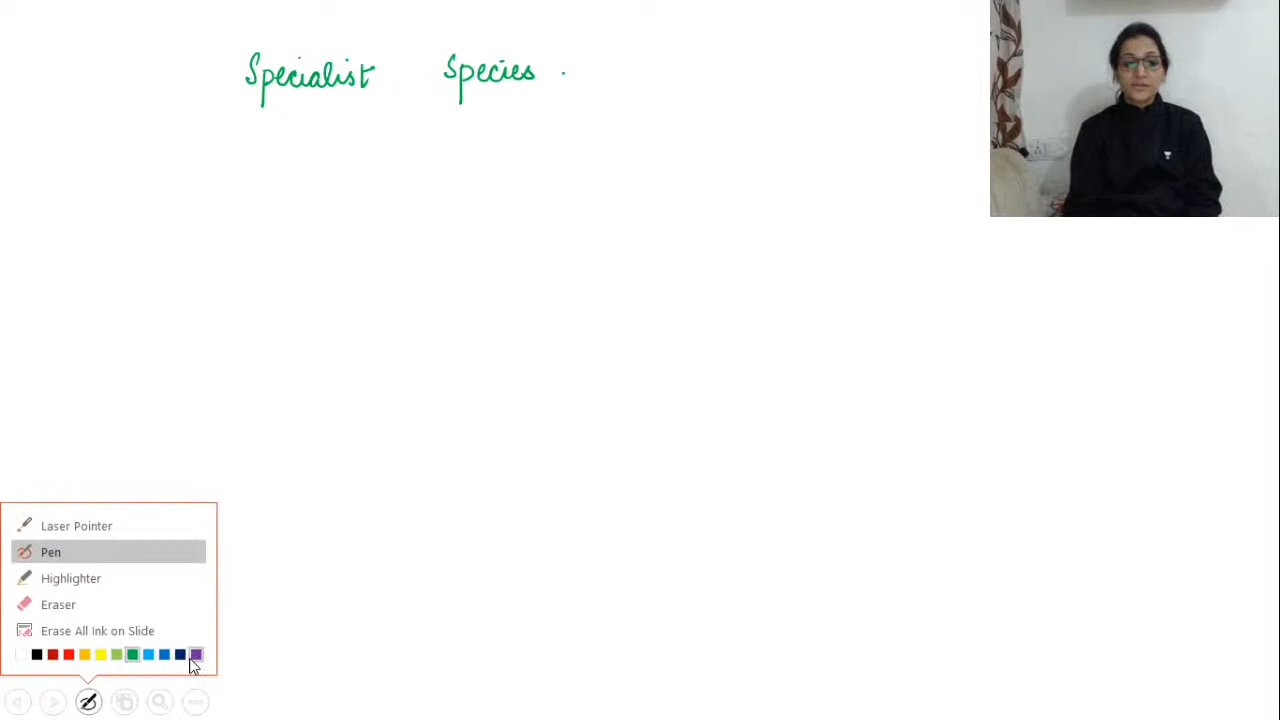 Specialist Species
Laser Pointer
Pen
Highlighter
Eraser
Erase All Ink on Slide